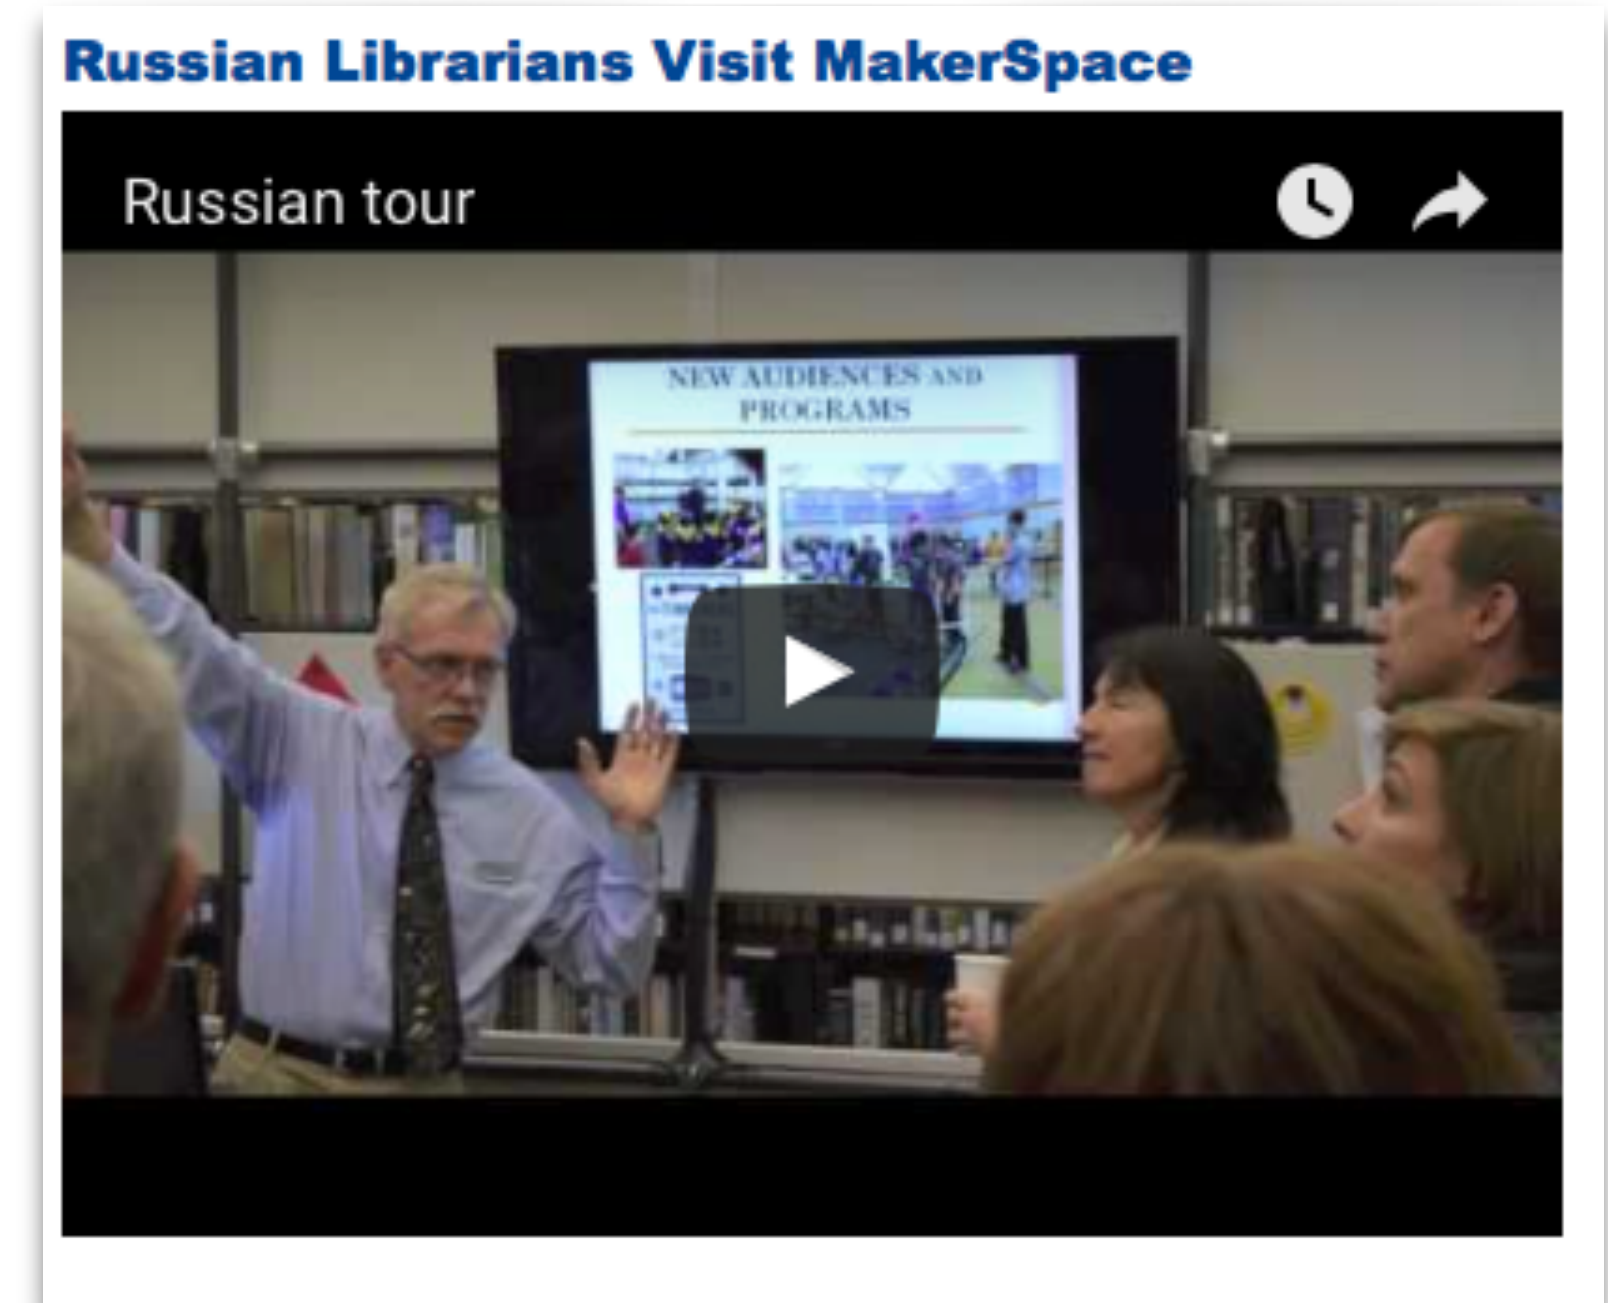 Russian Librarians Visit MakerSpace
Russian tour
NEW AUDIENCES AND
PROGRAMS